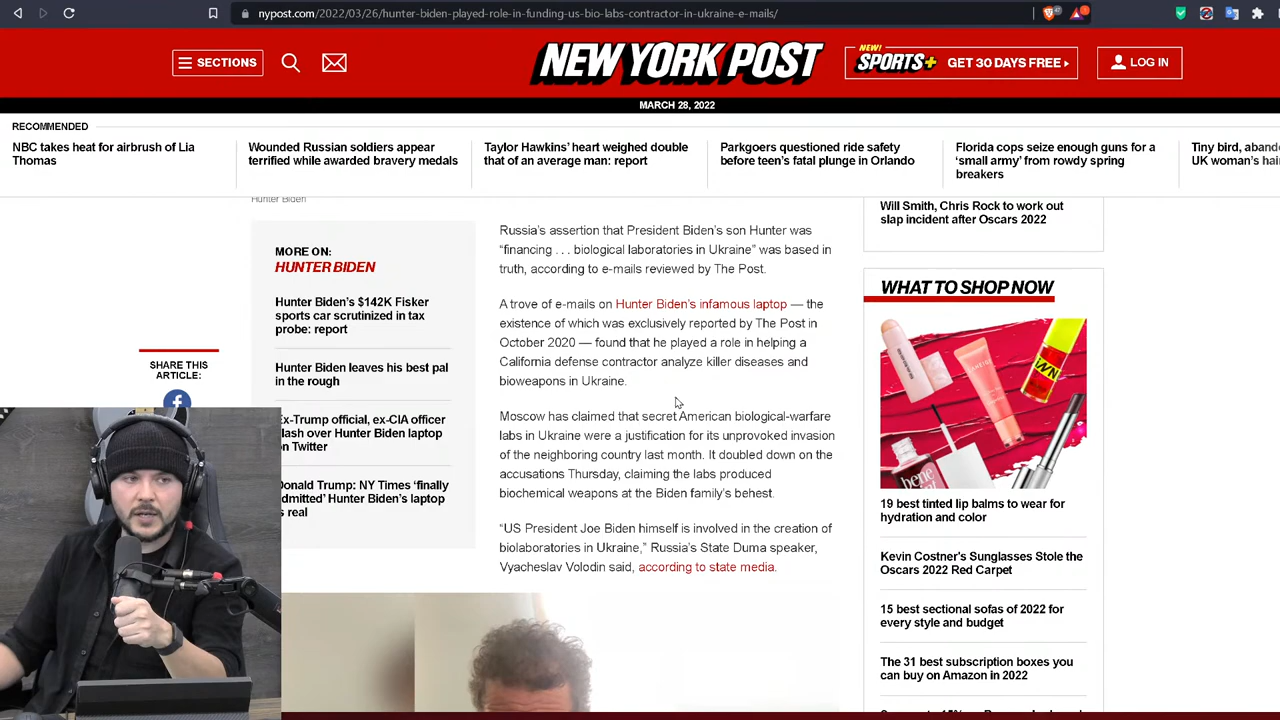 nypost.com/2022/03/26/hunter-biden-played-role-in-funding-us-bio-labs-contractor-in-ukraine-e-mails/
SECTIONS
NEW YORK POST
NEW!
SPORTS+
GET 30 DAYS FREE
LOG IN
MARCH 28, 2022
RECOMMENDED
NBC takes heat for airbrush of Lia
Thomas
Wounded Russian soldiers appear
terrified while awarded bravery medals
Taylor Hawkins' heart weighed double
that of an average man: report
Parkgoers questioned ride safety
before teen's fatal plunge in Orlando
Florida cops seize enough guns for a
'small army' from rowdy spring
breakers
Tiny bird,
UK woman's
Hunter Biden
SHARE THIS
ARTICLE:
MORE ON:
HUNTER BIDEN
Hunter Biden's $142K Fisker
sports car scrutinized in tax
probe: report
Hunter Biden leaves his best pal
in the rough
Ex-Trump official, ex-CIA officer
lash over Hunter Biden laptop
on Twitter
Donald Trump: NY Times 'finally
dmitted' Hunter Biden's laptop
s real
Russia's assertion that President Biden's son Hunter was
"financing . . . biological laboratories in Ukraine" was based in
truth, according to e-mails reviewed by The Post.
A trove of e-mails on Hunter Biden's infamous laptop — the
existence of which was exclusively reported by The Post in
October 2020 — found that he played a role in helping a
California defense contractor analyze killer diseases and
bioweapons in Ukraine.
Moscow has claimed that secret American biological-warfare
labs in Ukraine were a justification for its unprovoked invasion
of the neighboring country last month. It doubled down on the
accusations Thursday, claiming the labs produced
biochemical weapons at the Biden family's behest.
"US President Joe Biden himself is involved in the creation of
biolaboratories in Ukraine," Russia's State Duma speaker,
Vyacheslav Volodin said, according to state media.
Will Smith, Chris Rock to work out
slap incident after Oscars 2022
WHAT TO SHOP NOW
19 best tinted lip balms to wear for
hydration and color
Kevin Costner's Sunglasses Stole the
Oscars 2022 Red Carpet
15 best sectional sofas of 2022 for
every style and budget
The 31 best subscription boxes you
can buy on Amazon in 2022